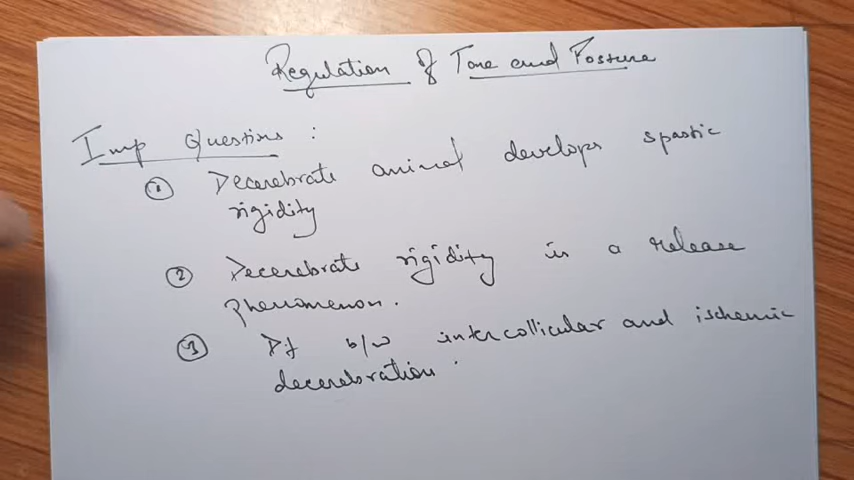 Regulation of Tone and Posture
Imp Questions :
① Decerebrate animal develops spastic
rigidity
② Decerebrate rigidity is a release
phenomenon.
③ Dif b/w intercollicular and ischemic
decerebration.